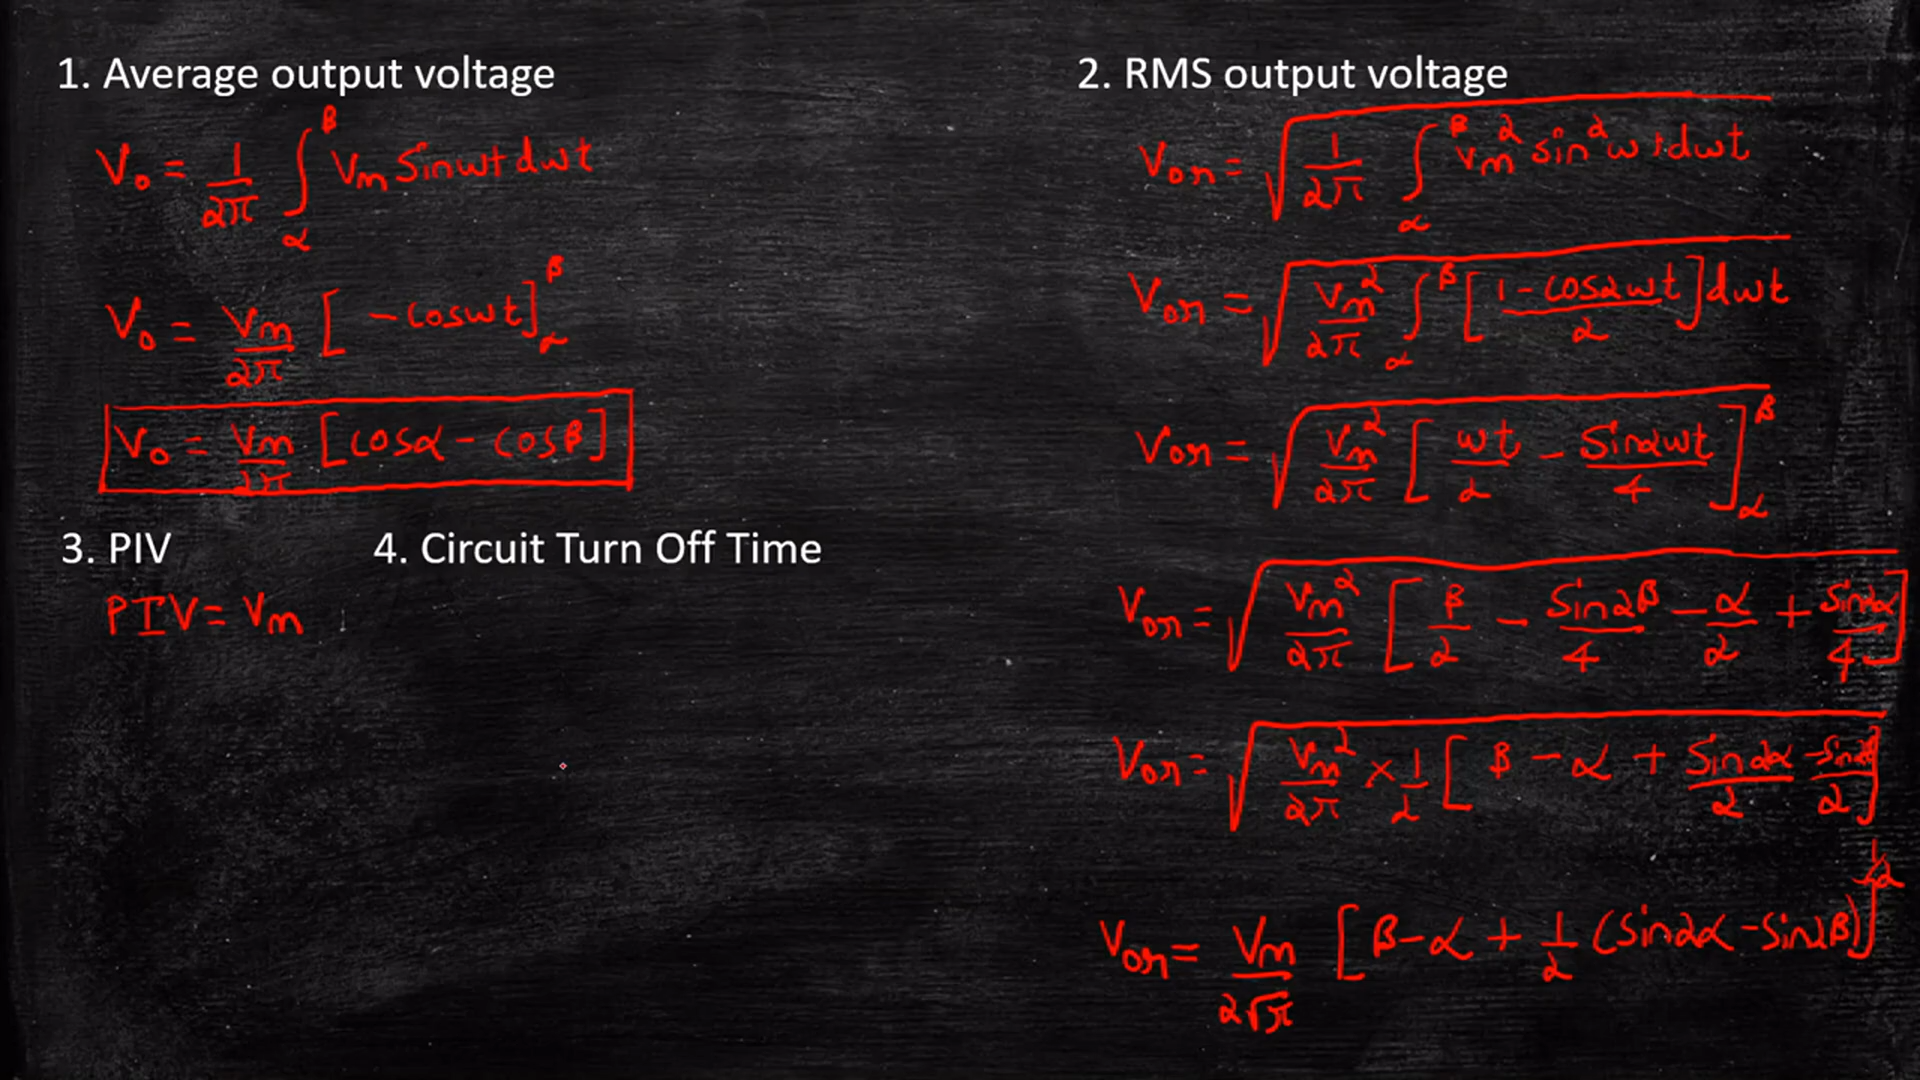 1. Average output voltage
V₀ = 1/2π ∫α^β Vm Sinωt dωt
V₀ = Vm/2π [ -cosωt ]α^β
V₀ = Vm/2π [cosα - cosβ]
3. PIV
PIV = Vm
4. Circuit Turn Off Time
2. RMS output voltage
Vor = √(1/2π ∫α^β Vm² sin²ωt dωt)
Vor = √(Vm²/2π ∫α^β [(1 - cos2ωt)/2] dωt)
Vor = √(Vm²/2π [ωt/2 - Sin2ωt/4]α^β)
Vor = √(Vm²/2π [β/2 - Sin2β/4 - α/2 + Sin2α/4])
Vor = √(Vm²/2π × 1/2 [β - α + Sin2α/2 - Sin2β/2])
Vor = Vm/2√π [β - α + 1/2 (Sin2α - Sin2β)]^1/2